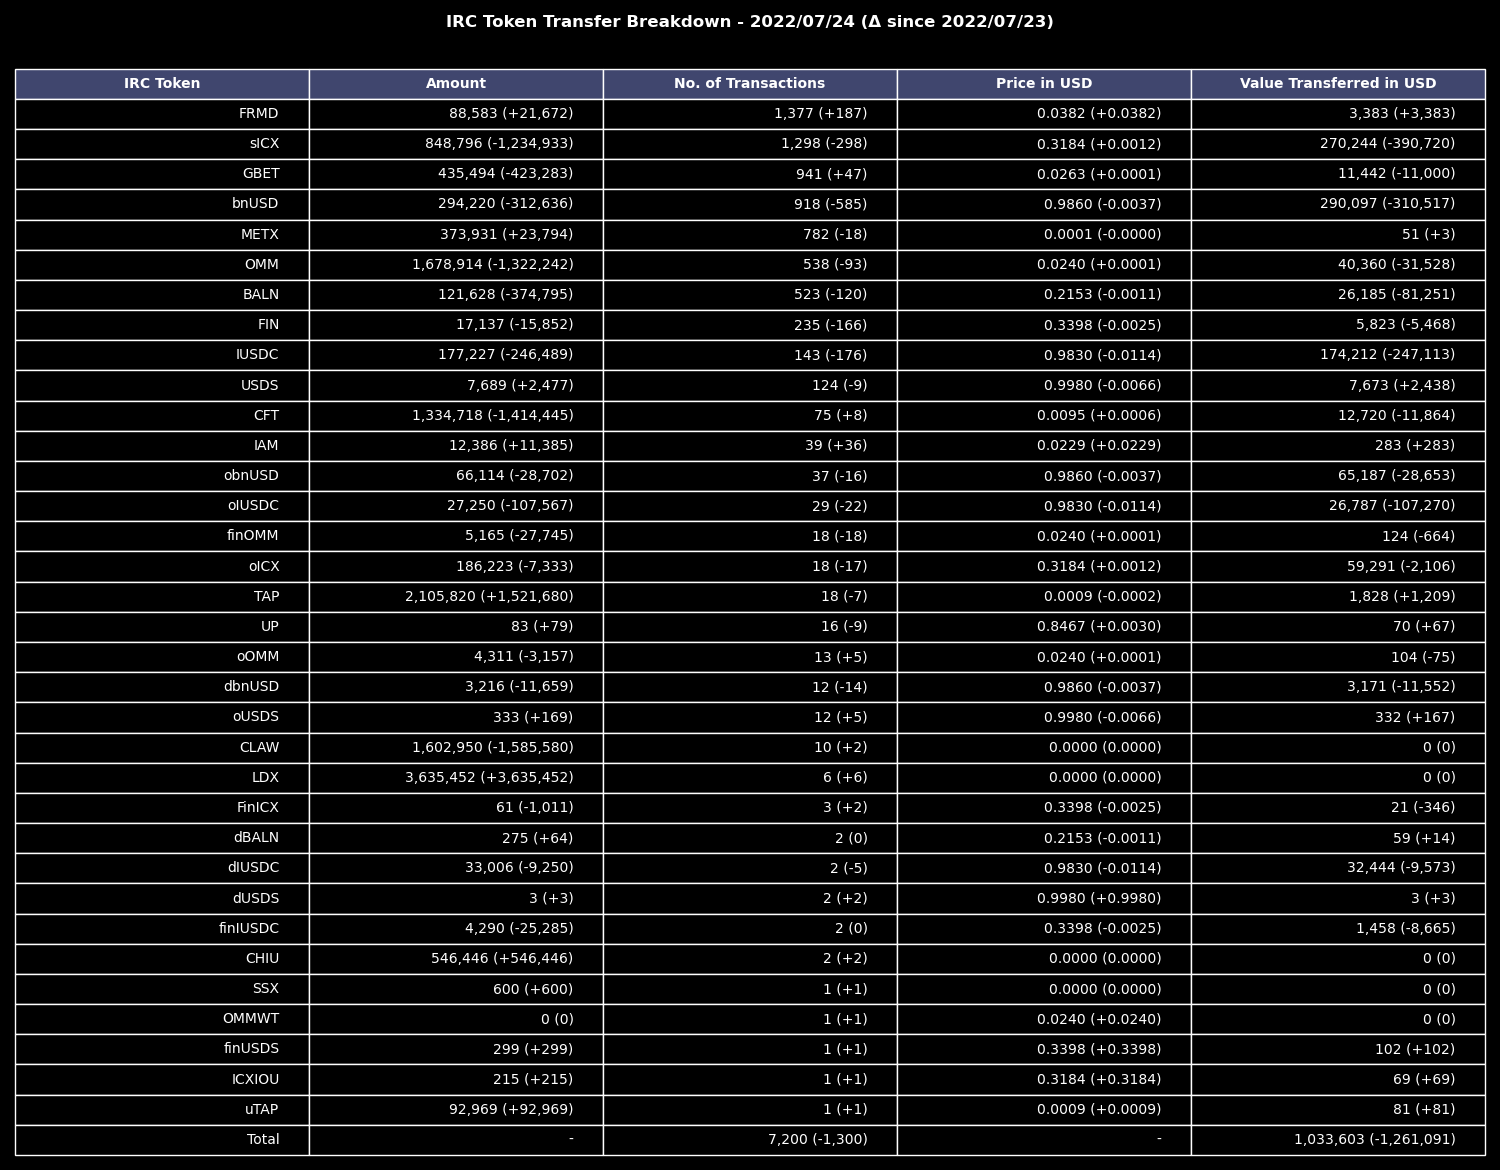 IRC Token Transfer Breakdown - 2022/07/24 (Δ since 2022/07/23)
IRC Token Amount No. of Transactions Price in USD Value Transferred in USD
FRMD 88,583 (+21,672) 1,377 (+187) 0.0382 (+0.0382) 3,383 (+3,383)
sICX 848,796 (-1,234,933) 1,298 (-298) 0.3184 (+0.0012) 270,244 (-390,720)
GBET 435,494 (-423,283) 941 (+47) 0.0263 (+0.0001) 11,442 (-11,000)
bnUSD 294,220 (-312,636) 918 (-585) 0.9860 (-0.0037) 290,097 (-310,517)
METX 373,931 (+23,794) 782 (-18) 0.0001 (-0.0000) 51 (+3)
OMM 1,678,914 (-1,322,242) 538 (-93) 0.0240 (+0.0001) 40,360 (-31,528)
BALN 121,628 (-374,795) 523 (-120) 0.2153 (-0.0011) 26,185 (-81,251)
FIN 17,137 (-15,852) 235 (-166) 0.3398 (-0.0025) 5,823 (-5,468)
IUSDC 177,227 (-246,489) 143 (-176) 0.9830 (-0.0114) 174,212 (-247,113)
USDS 7,689 (+2,477) 124 (-9) 0.9980 (-0.0066) 7,673 (+2,438)
CFT 1,334,718 (-1,414,445) 75 (+8) 0.0095 (+0.0006) 12,720 (-11,864)
IAM 12,386 (+11,385) 39 (+36) 0.0229 (+0.0229) 283 (+283)
obnUSD 66,114 (-28,702) 37 (-16) 0.9860 (-0.0037) 65,187 (-28,653)
oIUSDC 27,250 (-107,567) 29 (-22) 0.9830 (-0.0114) 26,787 (-107,270)
finOMM 5,165 (-27,745) 18 (-18) 0.0240 (+0.0001) 124 (-664)
oICX 186,223 (-7,333) 18 (-17) 0.3184 (+0.0012) 59,291 (-2,106)
TAP 2,105,820 (+1,521,680) 18 (-7) 0.0009 (-0.0002) 1,828 (+1,209)
UP 83 (+79) 16 (-9) 0.8467 (+0.0030) 70 (+67)
oOMM 4,311 (-3,157) 13 (+5) 0.0240 (+0.0001) 104 (-75)
dbnUSD 3,216 (-11,659) 12 (-14) 0.9860 (-0.0037) 3,171 (-11,552)
oUSDS 333 (+169) 12 (+5) 0.9980 (-0.0066) 332 (+167)
CLAW 1,602,950 (-1,585,580) 10 (+2) 0.0000 (0.0000) 0 (0)
LDX 3,635,452 (+3,635,452) 6 (+6) 0.0000 (0.0000) 0 (0)
FinICX 61 (-1,011) 3 (+2) 0.3398 (-0.0025) 21 (-346)
dBALN 275 (+64) 2 (0) 0.2153 (-0.0011) 59 (+14)
dIUSDC 33,006 (-9,250) 2 (-5) 0.9830 (-0.0114) 32,444 (-9,573)
dUSDS 3 (+3) 2 (+2) 0.9980 (+0.9980) 3 (+3)
finIUSDC 4,290 (-25,285) 2 (0) 0.3398 (-0.0025) 1,458 (-8,665)
CHIU 546,446 (+546,446) 2 (+2) 0.0000 (0.0000) 0 (0)
SSX 600 (+600) 1 (+1) 0.0000 (0.0000) 0 (0)
OMMWT 0 (0) 1 (+1) 0.0240 (+0.0240) 0 (0)
finUSDS 299 (+299) 1 (+1) 0.3398 (+0.3398) 102 (+102)
ICXIOU 215 (+215) 1 (+1) 0.3184 (+0.3184) 69 (+69)
uTAP 92,969 (+92,969) 1 (+1) 0.0009 (+0.0009) 81 (+81)
Total - 7,200 (-1,300) - 1,033,603 (-1,261,091)